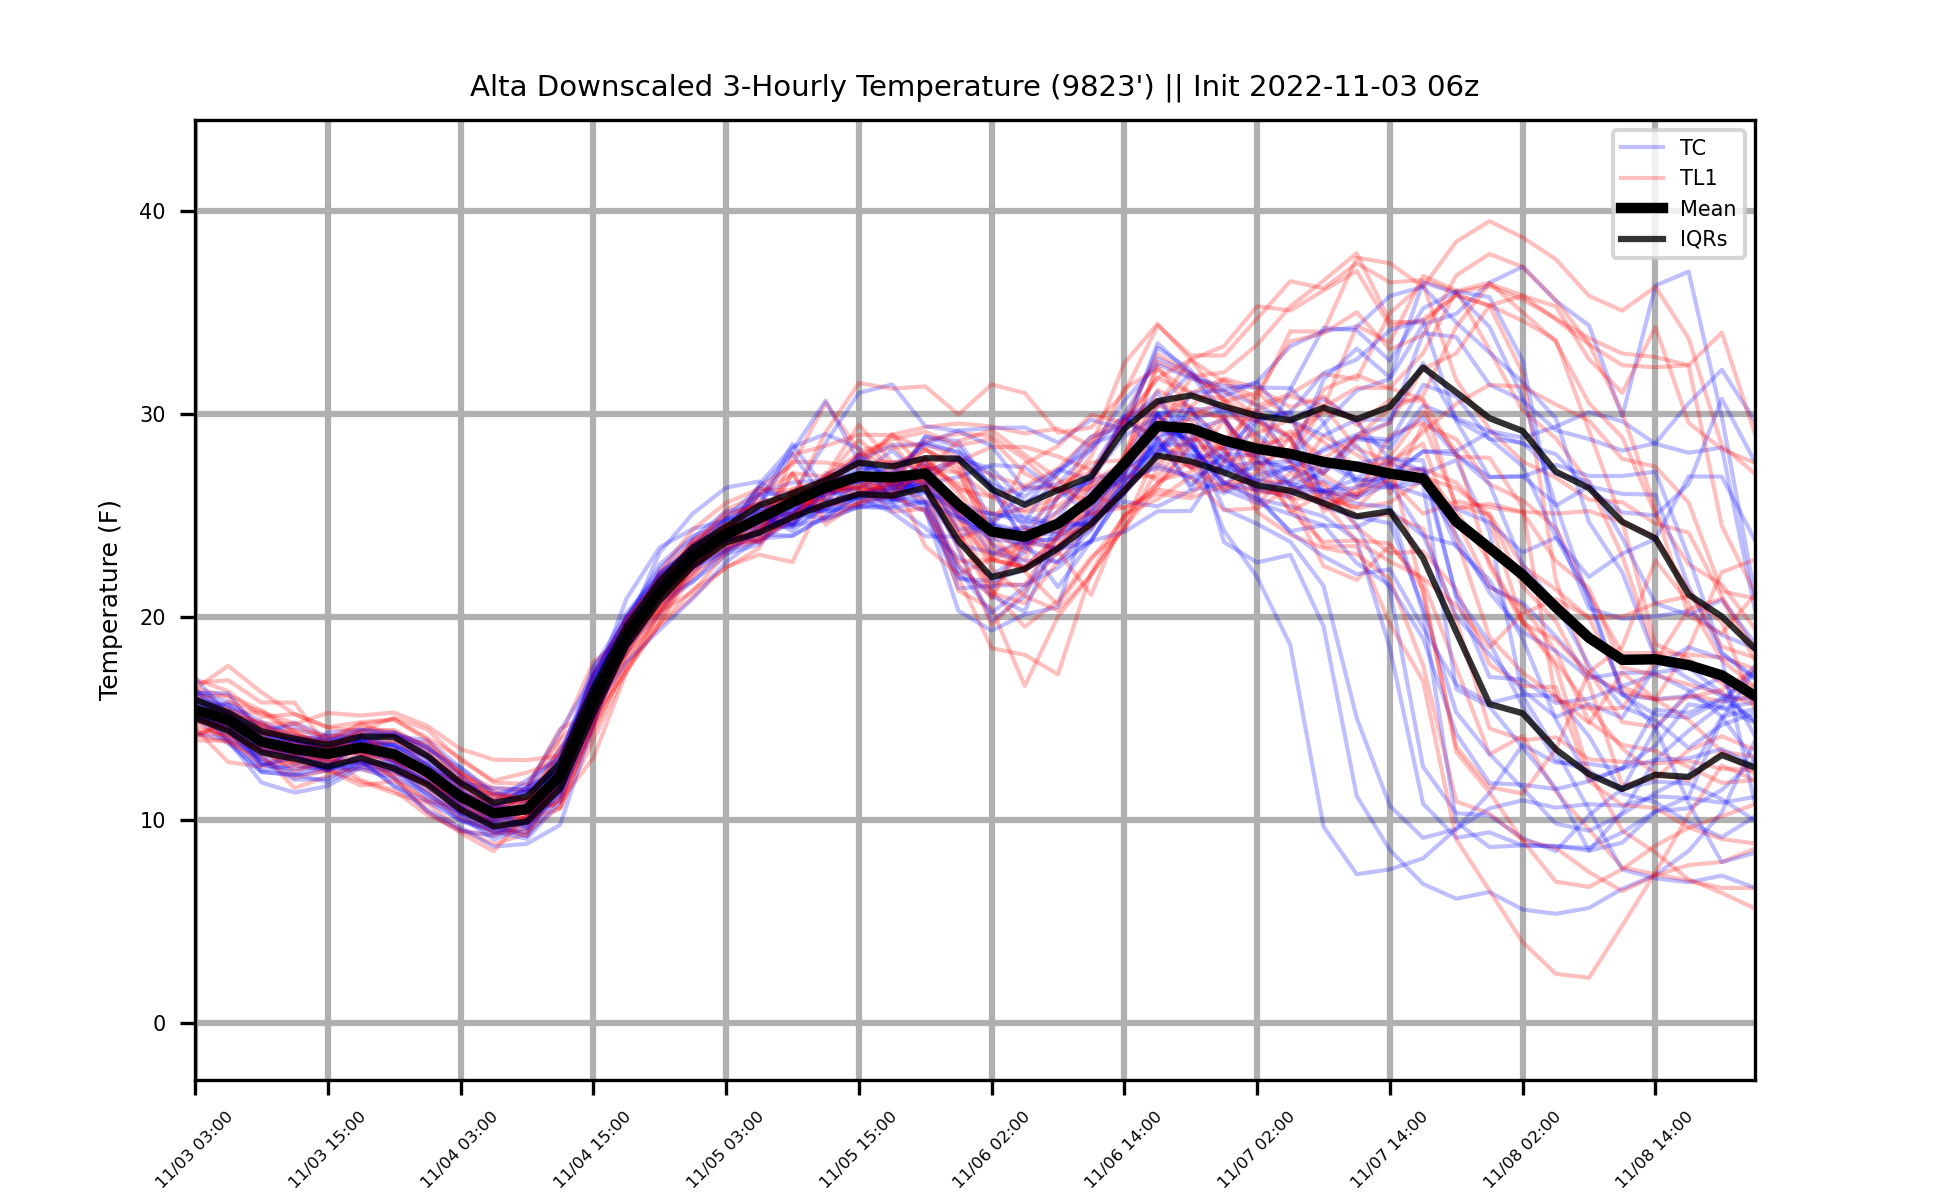 Alta Downscaled 3-Hourly Temperature (9823') || Init 2022-11-03 06z
TC
TL1
Mean
IQRs
Temperature (F)
40
30
20
10
0
11/03 03:00
11/03 15:00
11/04 03:00
11/04 15:00
11/05 03:00
11/05 15:00
11/06 02:00
11/06 14:00
11/07 02:00
11/07 14:00
11/08 02:00
11/08 14:00